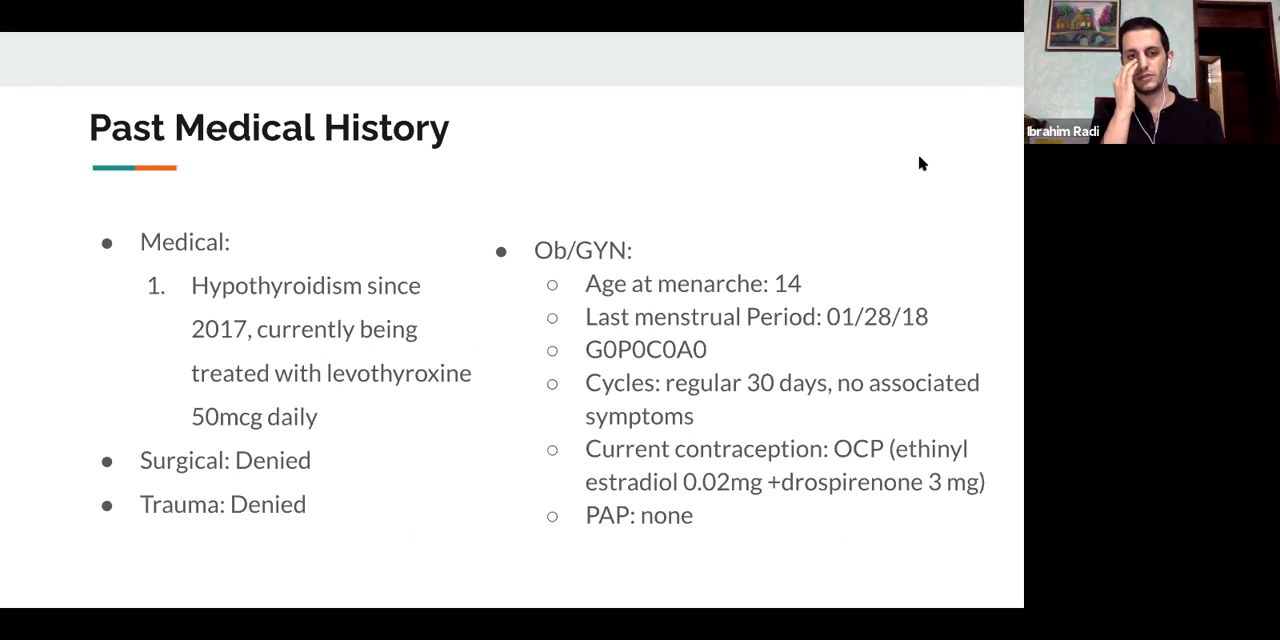 Past Medical History
● Medical:
1. Hypothyroidism since
2017, currently being
treated with levothyroxine
50mcg daily
● Surgical: Denied
● Trauma: Denied
● Ob/GYN:
○ Age at menarche: 14
○ Last menstrual Period: 01/28/18
○ G0P0C0A0
○ Cycles: regular 30 days, no associated
symptoms
○ Current contraception: OCP (ethinyl
estradiol 0.02mg +drospirenone 3 mg)
○ PAP: none
Ibrahim Radi